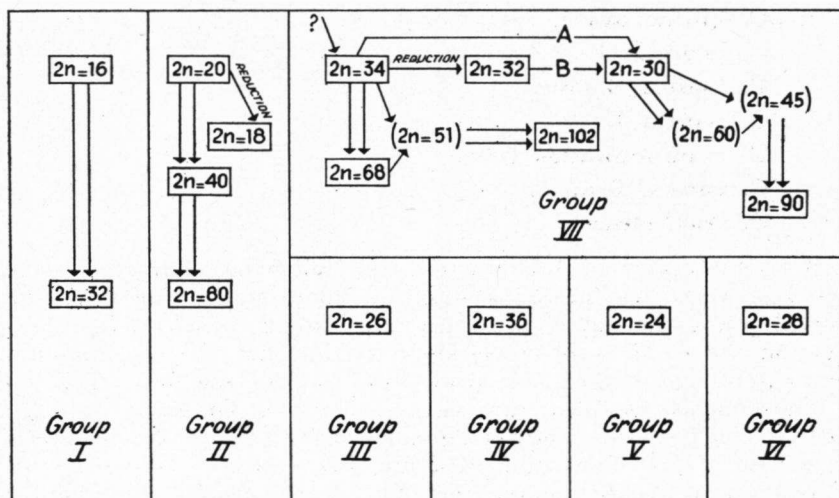 2n=16
2n=32
Group
I
2n=20
REDUCTION
2n=18
2n=40
2n=80
Group
II
?
A
2n=34
REDUCTION
2n=32
B
2n=30
(2n=45)
(2n=51)
2n=102
(2n=60)
2n=68
2n=90
Group
VII
2n=26
Group
III
2n=36
Group
IV
2n=24
Group
V
2n=28
Group
VI